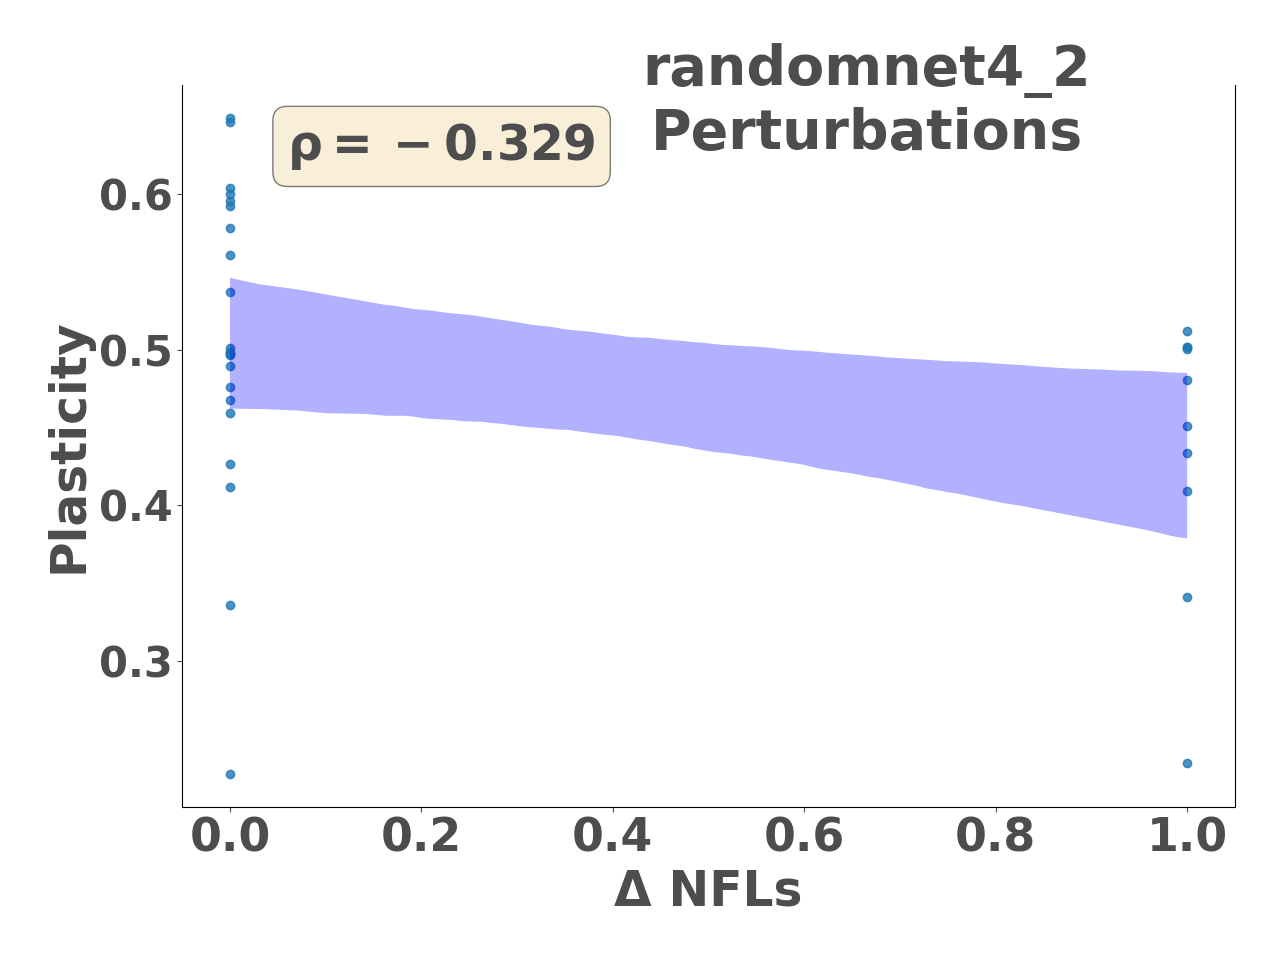 randomnet4_2
Perturbations
ρ = − 0.329
Plasticity
0.6
0.5
0.4
0.3
0.0 0.2 0.4 0.6 0.8 1.0
Δ NFLs